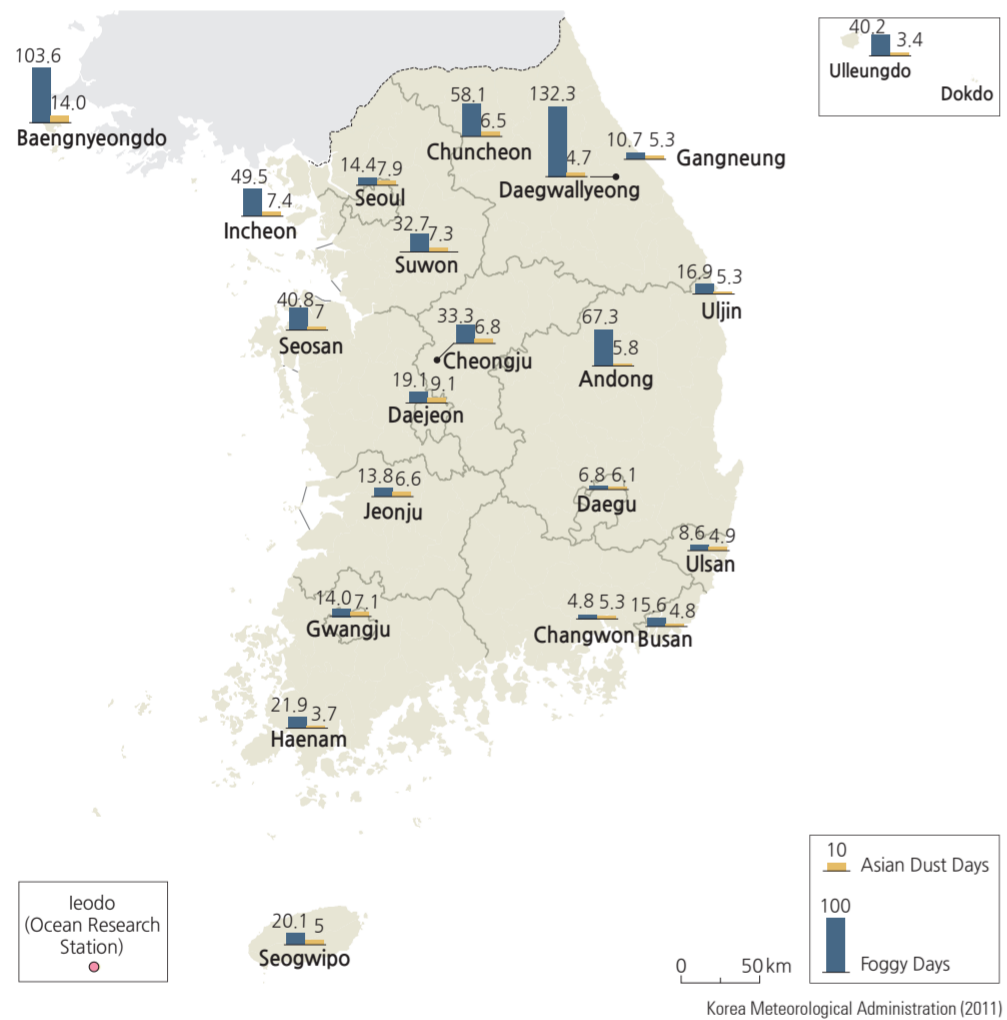 103.6
14.0
Baengnyeongdo
40.2 3.4
Ulleungdo
Dokdo
58.1
6.5
Chuncheon
132.3
4.7
Daegwallyeong
10.7 5.3
Gangneung
14.4 7.9
Seoul
49.5
7.4
Incheon
32.7 7.3
Suwon
16.9 5.3
Uljin
40.8
7
Seosan
33.3
6.8
Cheongju
67.3
5.8
Andong
19.1 9.1
Daejeon
13.8 6.6
Jeonju
6.8 6.1
Daegu
8.6 4.9
Ulsan
14.0 7.1
Gwangju
4.8 5.3
Changwon
15.6 4.8
Busan
21.9 3.7
Haenam
20.1 5
Seogwipo
Ieodo
(Ocean Research
Station)
10
Asian Dust Days
100
Foggy Days
0 50 km
Korea Meteorological Administration (2011)